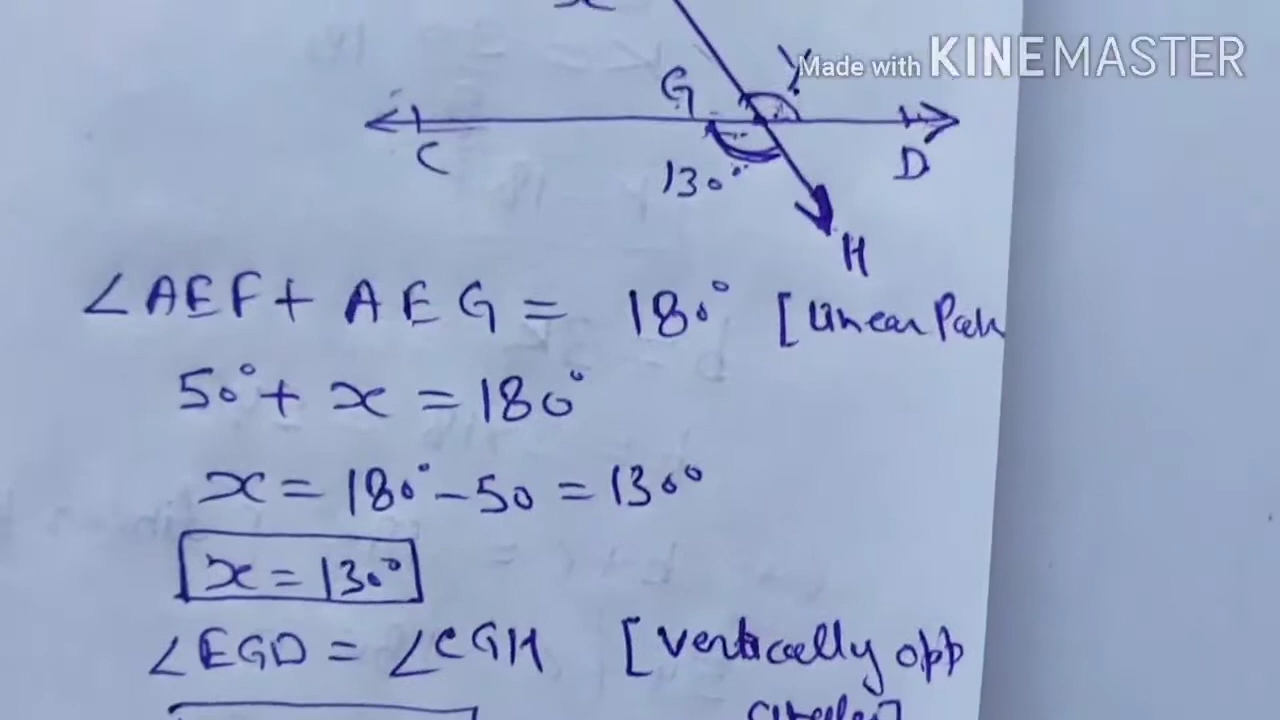 x
Made with KINEMASTER
G y
C 130° D
H
∠AEF + AEG = 180° [Linear Pair
50° + x = 180°
x = 180° - 50 = 130°
x = 130°
∠EGD = ∠CGH [Vertically opp